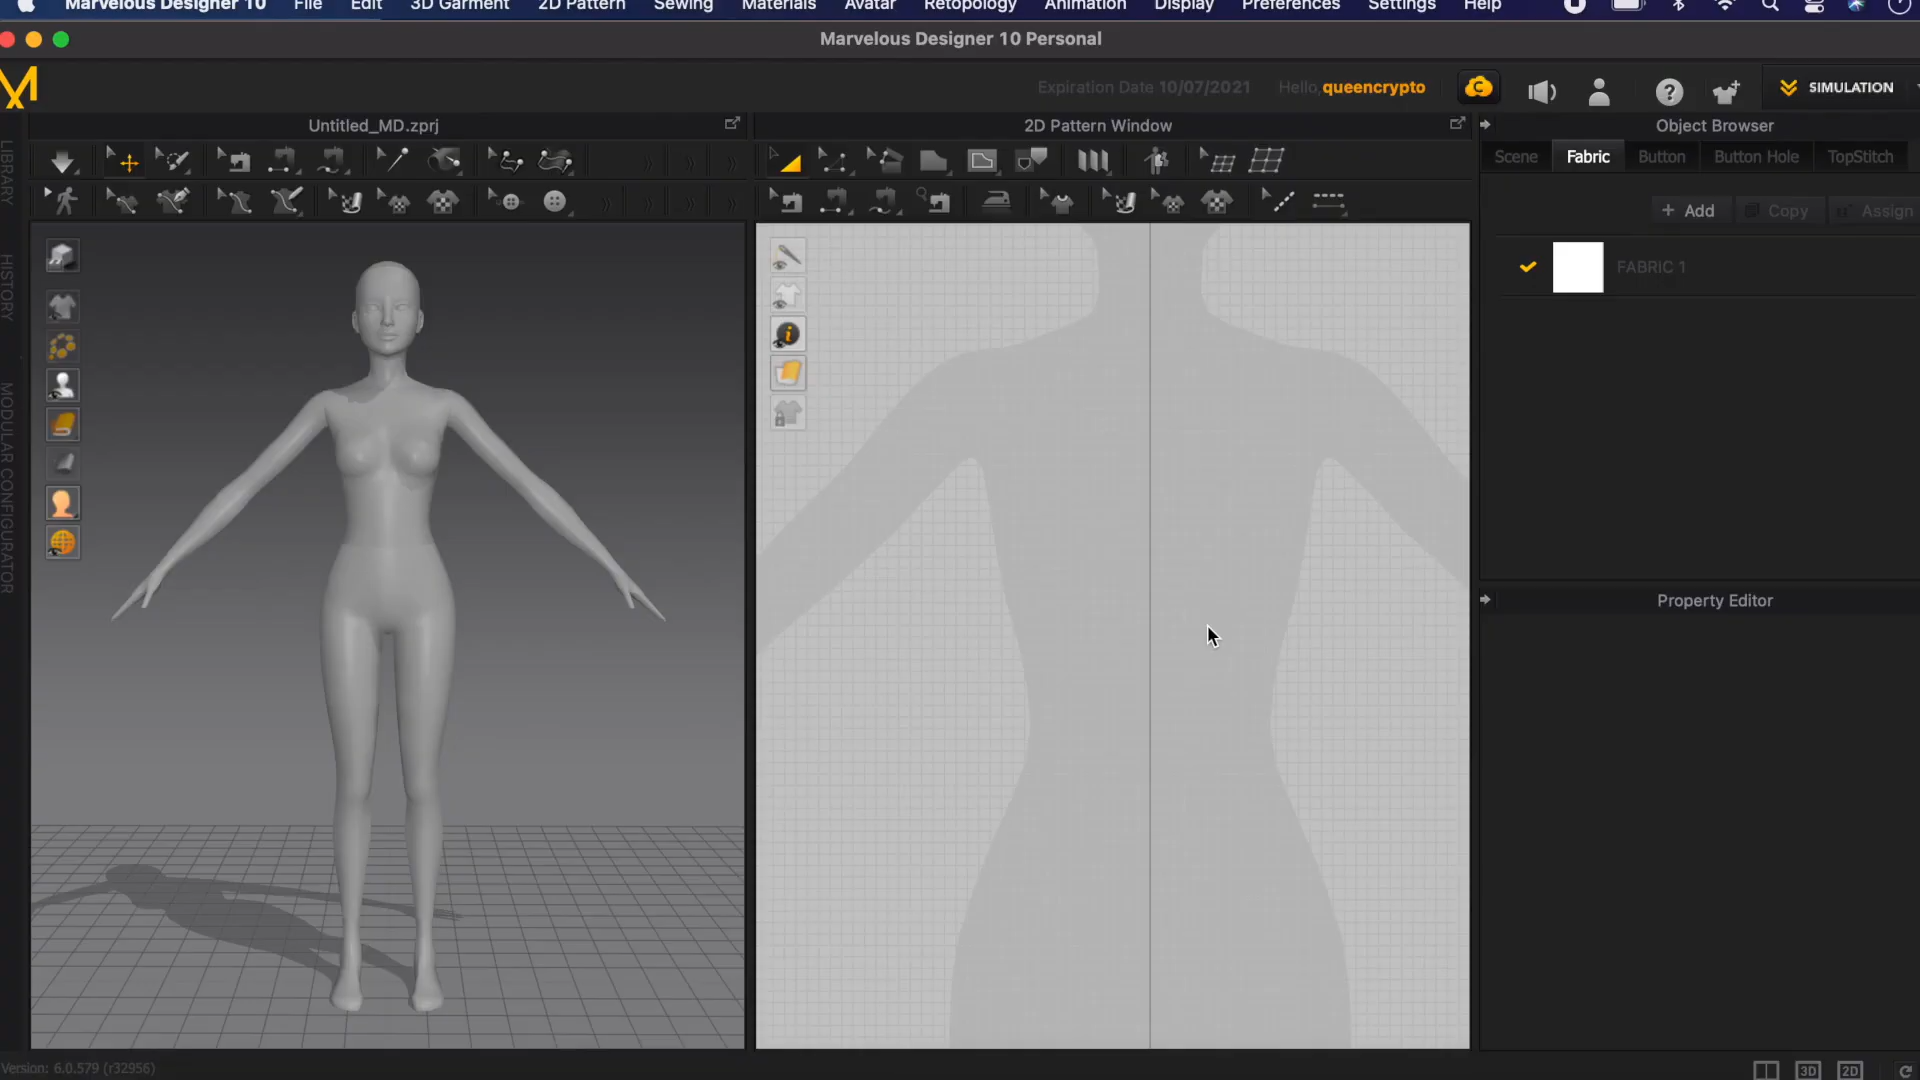 Marvelous Designer 10 File Edit 3D Garment 2D Pattern Sewing Materials Avatar Retopology Animation Display Preferences Settings Help
Marvelous Designer 10 Personal
Expiration Date 10/07/2021 Hello, queencrypto SIMULATION
Untitled_MD.zprj 2D Pattern Window Object Browser
Scene Fabric Button Button Hole TopStitch
+ Add Copy Assign
FABRIC 1
LIBRARY
HISTORY
MODULAR CONFIGURATOR
Property Editor
Version: 6.0.579 (r32956) 3D 2D